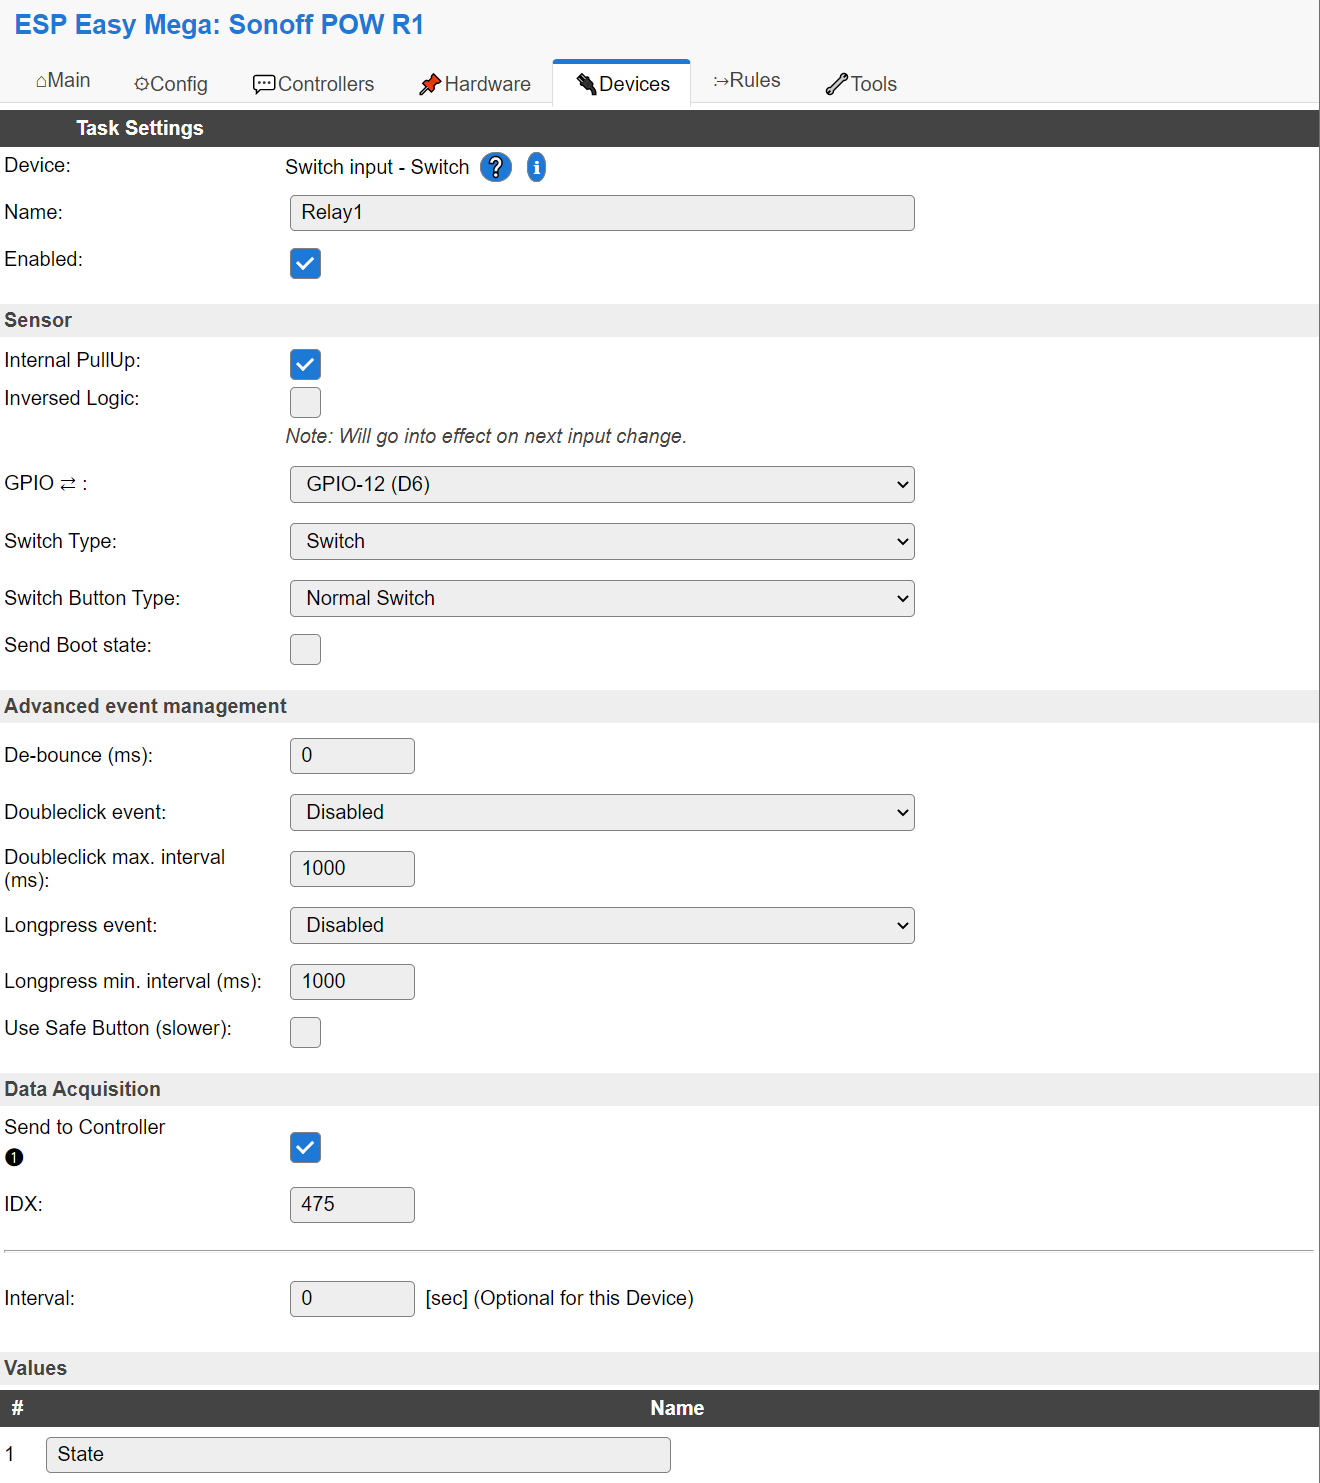 ESP Easy Mega: Sonoff POW R1
⌂Main ⚙Config 💬Controllers 📌Hardware 🔌Devices Rules 🔧Tools
Task Settings
Device: Switch input - Switch ? i
Name: Relay1
Enabled:
Sensor
Internal PullUp:
Inversed Logic:
Note: Will go into effect on next input change.
GPIO ⇄ : GPIO-12 (D6)
Switch Type: Switch
Switch Button Type: Normal Switch
Send Boot state:
Advanced event management
De-bounce (ms): 0
Doubleclick event: Disabled
Doubleclick max. interval
(ms): 1000
Longpress event: Disabled
Longpress min. interval (ms): 1000
Use Safe Button (slower):
Data Acquisition
Send to Controller
❶
IDX: 475
Interval: 0 [sec] (Optional for this Device)
Values
# Name
1 State